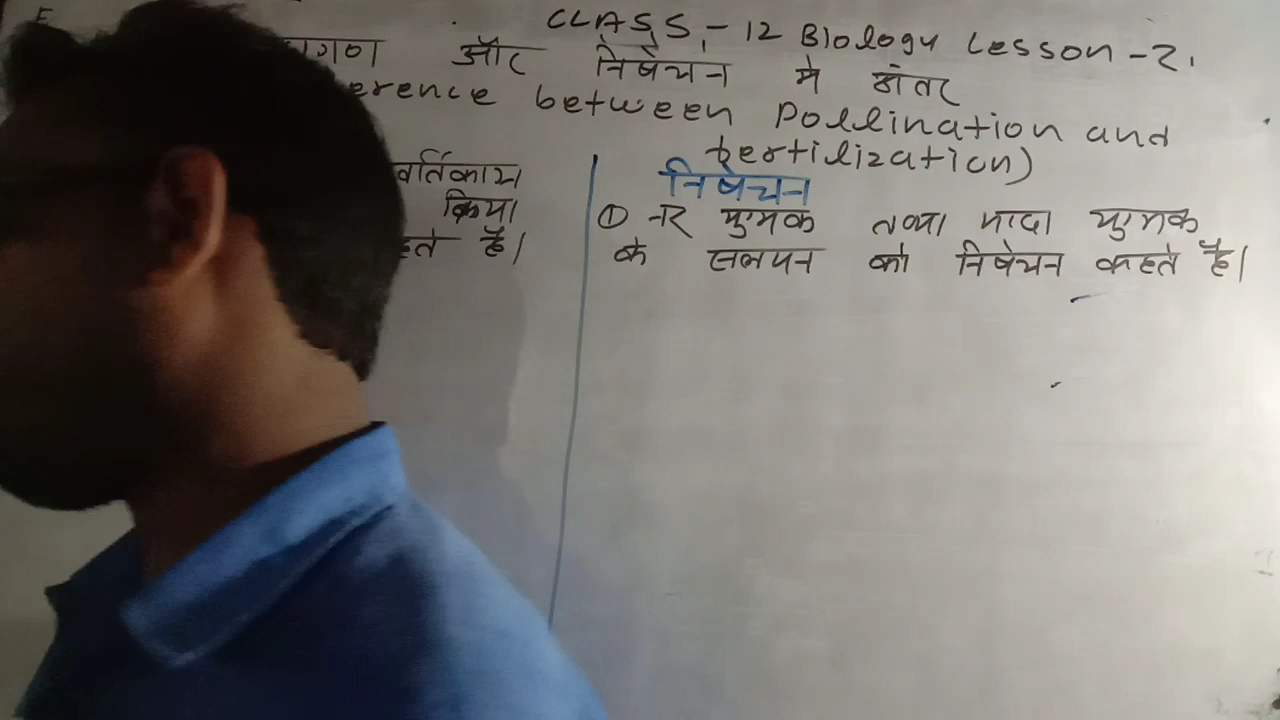 CLASS - 12 Biology Lesson - 2.
और निषेचन मे अंतर
erence between Pollination and
fertilization)
वर्तिकाग्र
किया
है।
निषेचन
① नर युग्मक तथा मादा युग्मक
के संलयन को निषेचन कहते है।